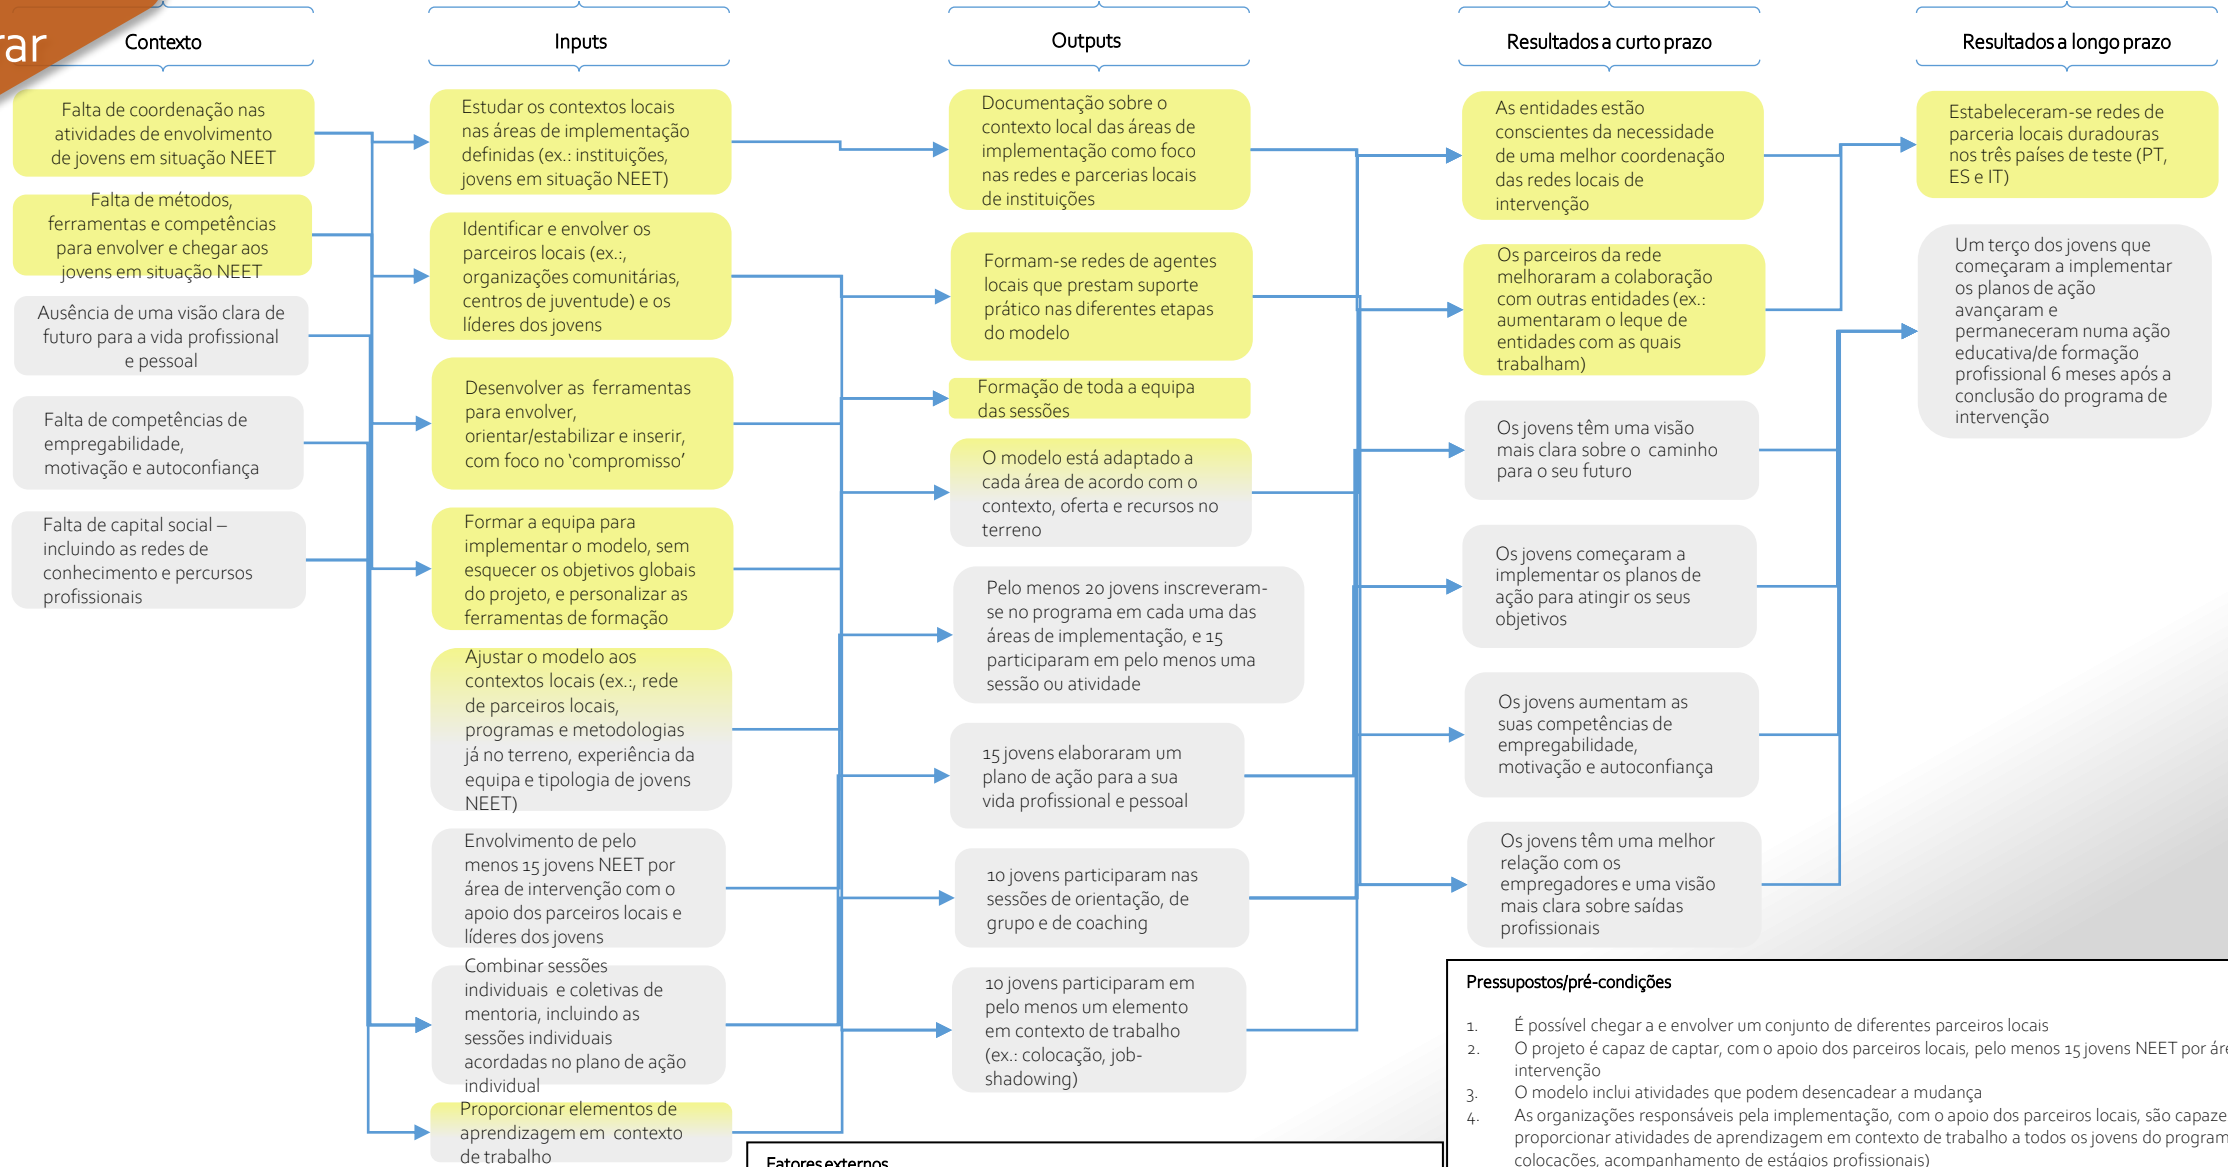 rar
Contexto
Falta de coordenação nas
atividades de envolvimento
de jovens em situação NEET
Falta de métodos,
ferramentas e competências
para envolver e chegar aos
jovens em situação NEET
Ausência de uma visão clara de
futuro para a vida profissional
e pessoal
Falta de competências de
empregabilidade,
motivação e autoconfiança
Falta de capital social –
incluindo as redes de
conhecimento e percursos
profissionais
Inputs
Estudar os contextos locais
nas áreas de implementação
definidas (ex.: instituições,
jovens em situação NEET)
Identificar e envolver os
parceiros locais (ex.:,
organizações comunitárias,
centros de juventude) e os
líderes dos jovens
Desenvolver as ferramentas
para envolver,
orientar/estabilizar e inserir,
com foco no ‘compromisso’
Formar a equipa para
implementar o modelo, sem
esquecer os objetivos globais
do projeto, e personalizar as
ferramentas de formação
Ajustar o modelo aos
contextos locais (ex.:, rede
de parceiros locais,
programas e metodologias
já no terreno, experiência da
equipa e tipologia de jovens
NEET)
Envolvimento de pelo
menos 15 jovens NEET por
área de intervenção com o
apoio dos parceiros locais e
líderes dos jovens
Combinar sessões
individuais e coletivas de
mentoria, incluindo as
sessões individuais
acordadas no plano de ação
individual
Proporcionar elementos de
aprendizagem em contexto
de trabalho
Outputs
Documentação sobre o
contexto local das áreas de
implementação como foco
nas redes e parcerias locais
de instituições
Formam-se redes de agentes
locais que prestam suporte
prático nas diferentes etapas
do modelo
Formação de toda a equipa
das sessões
O modelo está adaptado a
cada área de acordo com o
contexto, oferta e recursos no
terreno
Pelo menos 20 jovens inscreveram-
se no programa em cada uma das
áreas de implementação, e 15
participaram em pelo menos uma
sessão ou atividade
15 jovens elaboraram um
plano de ação para a sua
vida profissional e pessoal
10 jovens participaram nas
sessões de orientação, de
grupo e de coaching
10 jovens participaram em
pelo menos um elemento
em contexto de trabalho
(ex.: colocação, job-
shadowing)
Resultados a curto prazo
As entidades estão
conscientes da necessidade
de uma melhor coordenação
das redes locais de
intervenção
Os parceiros da rede
melhoraram a colaboração
com outras entidades (ex.:
aumentaram o leque de
entidades com as quais
trabalham)
Os jovens têm uma visão
mais clara sobre o caminho
para o seu futuro
Os jovens começaram a
implementar os planos de
ação para atingir os seus
objetivos
Os jovens aumentam as
suas competências de
empregabilidade,
motivação e autoconfiança
Os jovens têm uma melhor
relação com os
empregadores e uma visão
mais clara sobre saídas
profissionais
Resultados a longo prazo
Estabeleceram-se redes de
parceria locais duradouras
nos três países de teste (PT,
ES e IT)
Um terço dos jovens que
começaram a implementar
os planos de ação
avançaram e
permaneceram numa ação
educativa/de formação
profissional 6 meses após a
conclusão do programa de
intervenção
Fatores externos
Pressupostos/pré-condições
1. É possível chegar a e envolver um conjunto de diferentes parceiros locais
2. O projeto é capaz de captar, com o apoio dos parceiros locais, pelo menos 15 jovens NEET por áre
intervenção
3. O modelo inclui atividades que podem desencadear a mudança
4. As organizações responsáveis pela implementação, com o apoio dos parceiros locais, são capaze
proporcionar atividades de aprendizagem em contexto de trabalho a todos os jovens do program
colocações, acompanhamento de estágios profissionais)